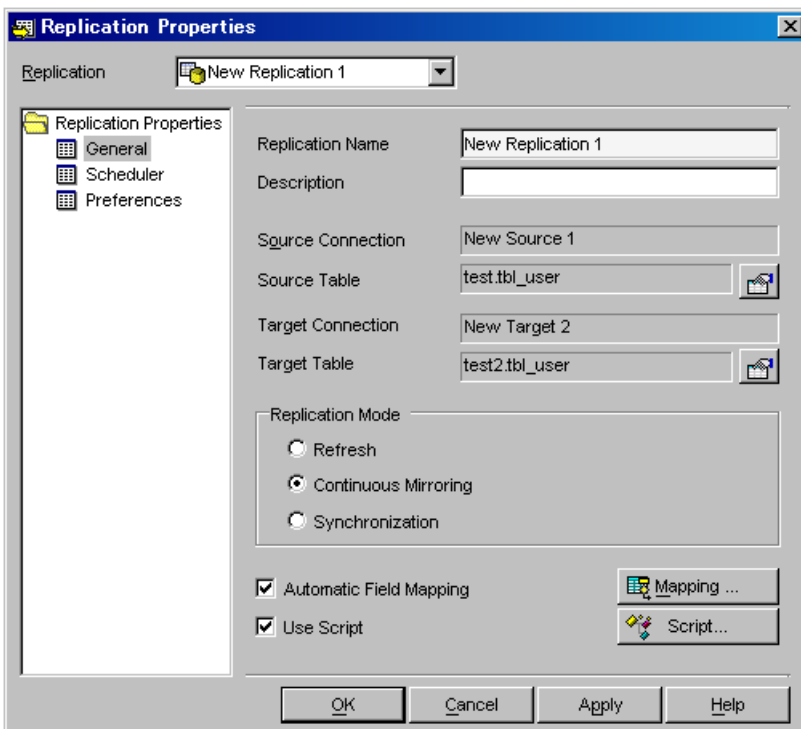 Replication Properties
Replication New Replication 1
Replication Properties
General
Scheduler
Preferences
Replication Name New Replication 1
Description
Source Connection New Source 1
Source Table test.tbl_user
Target Connection New Target 2
Target Table test2.tbl_user
Replication Mode
Refresh
Continuous Mirroring
Synchronization
Automatic Field Mapping Mapping ...
Use Script Script...
OK Cancel Apply Help